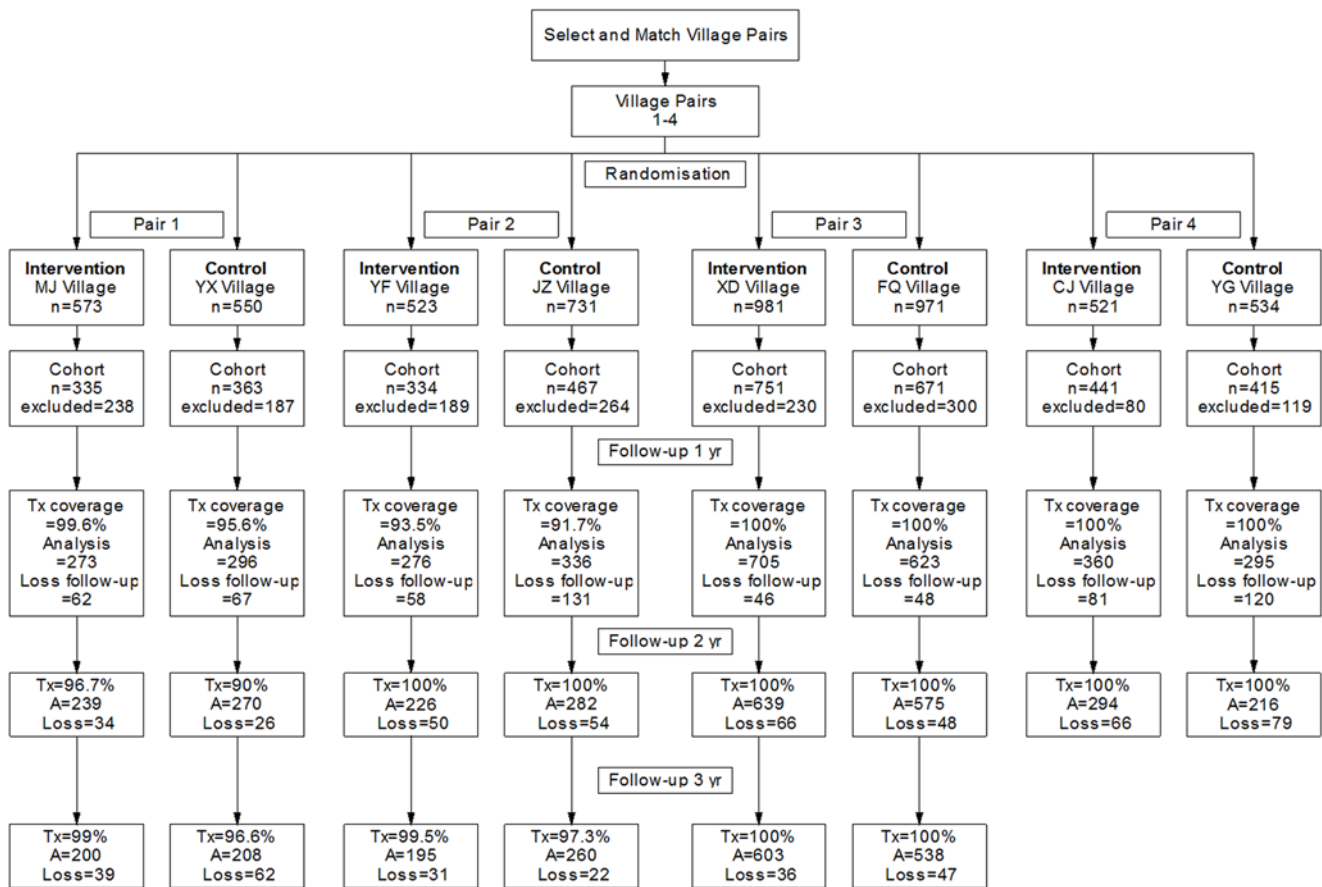 Select and Match Village Pairs
Village Pairs
1-4
Randomisation
Pair 1
Pair 2
Pair 3
Pair 4
Intervention
MJ Village
n=573
Control
YX Village
n=550
Intervention
YF Village
n=523
Control
JZ Village
n=731
Intervention
XD Village
n=981
Control
FQ Village
n=971
Intervention
CJ Village
n=521
Control
YG Village
n=534
Cohort
n=335
excluded=238
Cohort
n=363
excluded=187
Cohort
n=334
excluded=189
Cohort
n=467
excluded=264
Cohort
n=751
excluded=230
Cohort
n=671
excluded=300
Cohort
n=441
excluded=80
Cohort
n=415
excluded=119
Follow-up 1 yr
Tx coverage
=99.6%
Analysis
=273
Loss follow-up
=62
Tx coverage
=95.6%
Analysis
=296
Loss follow-up
=67
Tx coverage
=93.5%
Analysis
=276
Loss follow-up
=58
Tx coverage
=91.7%
Analysis
=336
Loss follow-up
=131
Tx coverage
=100%
Analysis
=705
Loss follow-up
=46
Tx coverage
=100%
Analysis
=623
Loss follow-up
=48
Tx coverage
=100%
Analysis
=360
Loss follow-up
=81
Tx coverage
=100%
Analysis
=295
Loss follow-up
=120
Follow-up 2 yr
Tx=96.7%
A=239
Loss=34
Tx=90%
A=270
Loss=26
Tx=100%
A=226
Loss=50
Tx=100%
A=282
Loss=54
Tx=100%
A=639
Loss=66
Tx=100%
A=575
Loss=48
Tx=100%
A=294
Loss=66
Tx=100%
A=216
Loss=79
Follow-up 3 yr
Tx=99%
A=200
Loss=39
Tx=96.6%
A=208
Loss=62
Tx=99.5%
A=195
Loss=31
Tx=97.3%
A=260
Loss=22
Tx=100%
A=603
Loss=36
Tx=100%
A=538
Loss=47